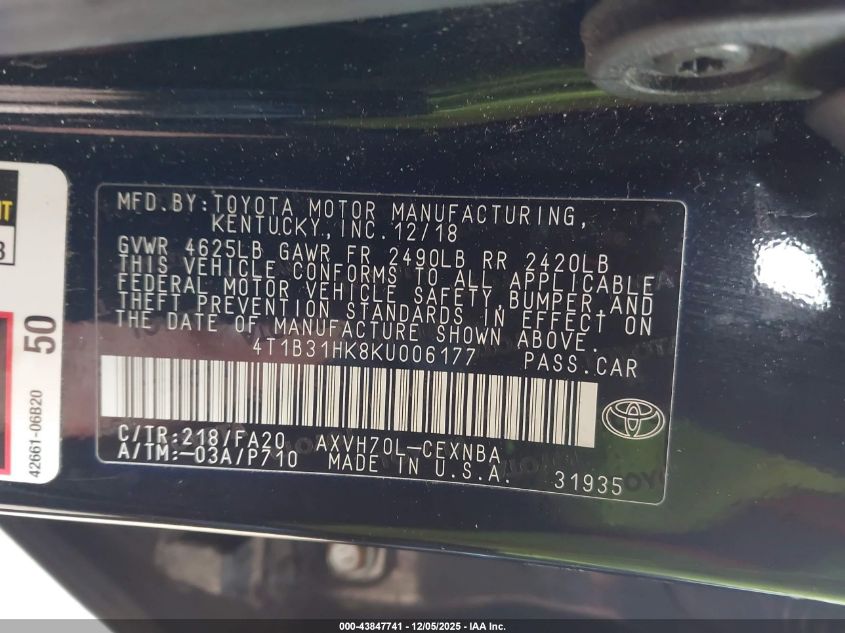 MFD.BY:TOYOTA MOTOR MANUFACTURING,
KENTUCKY,INC.12/18
GVWR 4625LB GAWR FR 2490LB RR 2420LB
THIS VEHICLE CONFORMS TO ALL APPLICABLE
FEDERAL MOTOR VEHICLE SAFETY,BUMPER,AND
THEFT PREVENTION STANDARDS IN EFFECT ON
THE DATE OF MANUFACTURE SHOWN ABOVE.
4T1B31HK8KU006177 PASS.CAR
C/TR:218/FA20 AXVH70L-CEXNBA
A/TM:-03A/P710 MADE IN U.S.A. 31935
50
42661-06B20
000-43847741 - 12/05/2025 - IAA Inc.